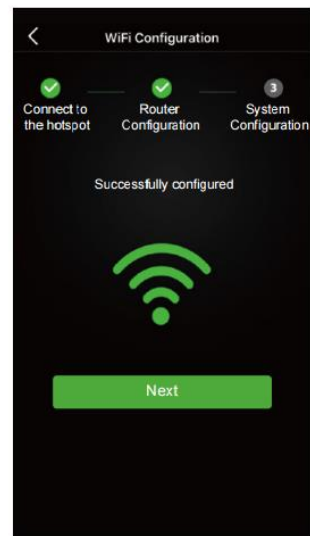 WiFi Configuration
3
Connect to
the hotspot
Router
Configuration
System
Configuration
Successfully configured
Next